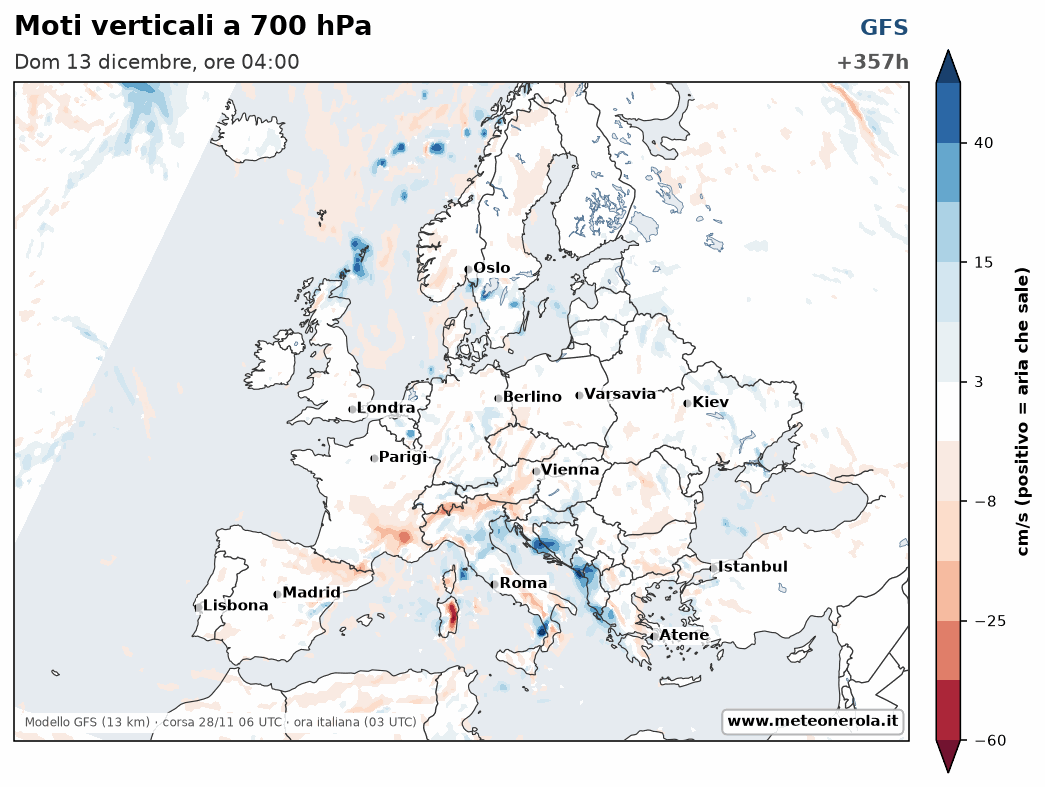 Moti verticali a 700 hPa
GFS
Dom 13 dicembre, ore 04:00
+357h
40
15
3
−8
−25
−60
cm/s (positivo = aria che sale)
Oslo
Berlino
Varsavia
Kiev
Londra
Parigi
Vienna
Istanbul
Roma
Madrid
Lisbona
Atene
Modello GFS (13 km) · corsa 28/11 06 UTC · ora italiana (03 UTC)
www.meteonerola.it